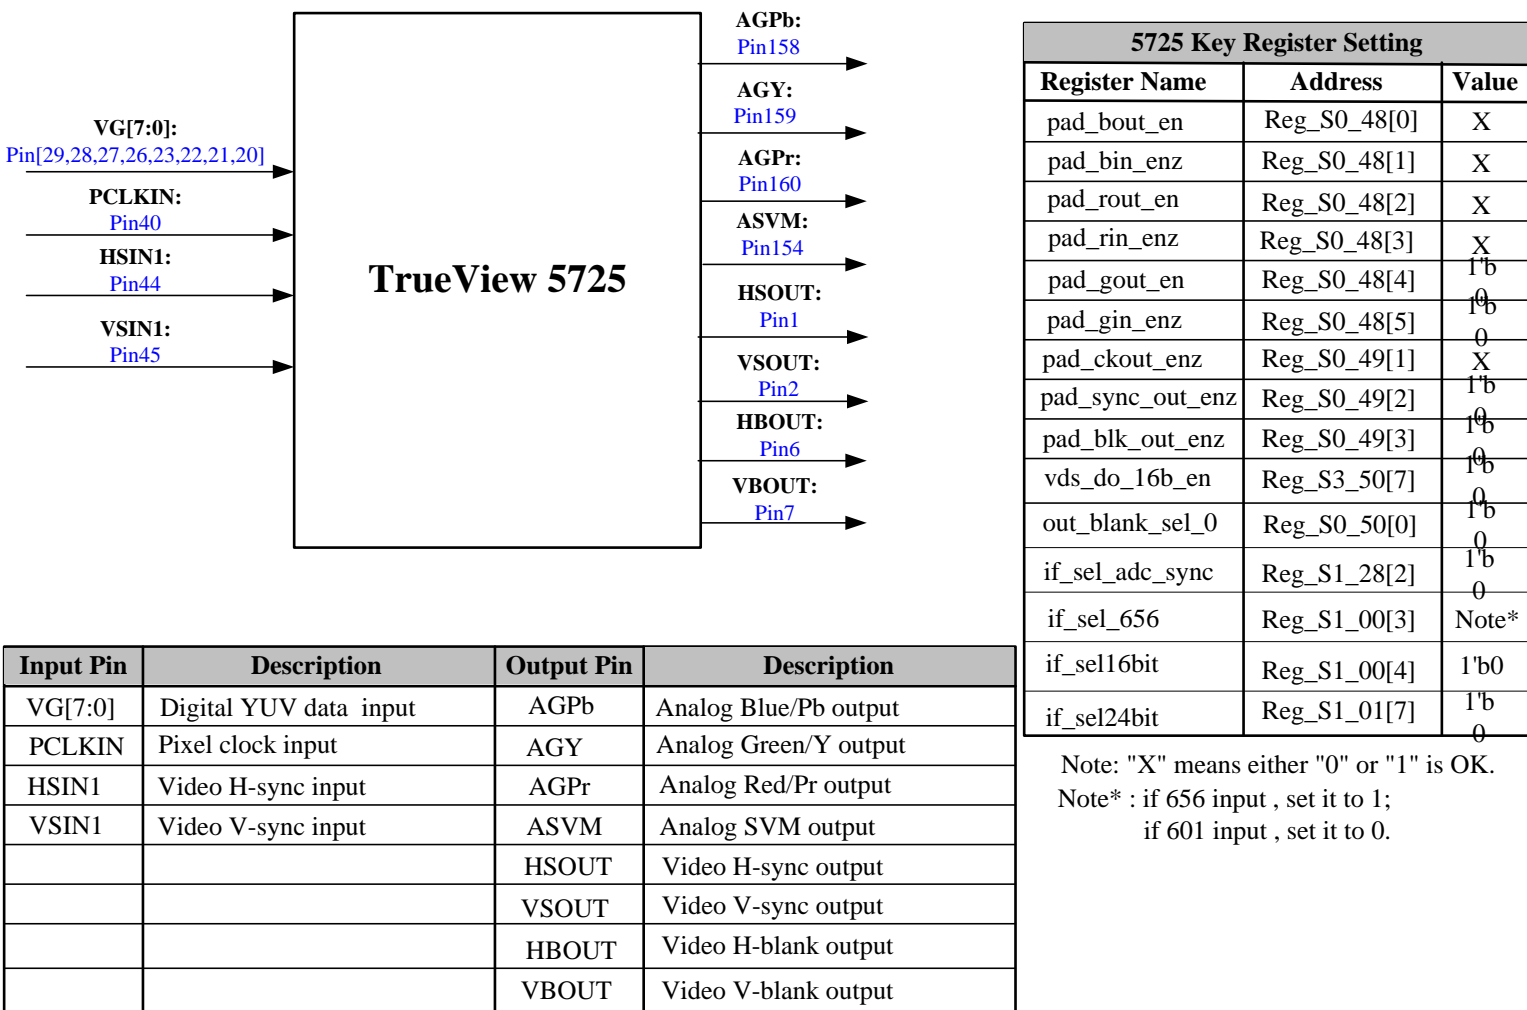 VG[7:0]:
Pin[29,28,27,26,23,22,21,20]
PCLKIN:
Pin40
HSIN1:
Pin44
VSIN1:
Pin45
TrueView 5725
AGPb:
Pin158
AGY:
Pin159
AGPr:
Pin160
ASVM:
Pin154
HSOUT:
Pin1
VSOUT:
Pin2
HBOUT:
Pin6
VBOUT:
Pin7
5725 Key Register Setting
Register Name Address Value
pad_bout_en Reg_S0_48[0] X
pad_bin_enz Reg_S0_48[1] X
pad_rout_en Reg_S0_48[2] X
pad_rin_enz Reg_S0_48[3] X
pad_gout_en Reg_S0_48[4] 1'b0
pad_gin_enz Reg_S0_48[5] 1'b0
pad_ckout_enz Reg_S0_49[1] X
pad_sync_out_enz Reg_S0_49[2] 1'b0
pad_blk_out_enz Reg_S0_49[3] 1'b0
vds_do_16b_en Reg_S3_50[7] 1'b0
out_blank_sel_0 Reg_S0_50[0] 1'b0
if_sel_adc_sync Reg_S1_28[2] 1'b0
if_sel_656 Reg_S1_00[3] Note*
if_sel16bit Reg_S1_00[4] 1'b0
if_sel24bit Reg_S1_01[7] 1'b0
Note: "X" means either "0" or "1" is OK.
Note* : if 656 input , set it to 1;
if 601 input , set it to 0.
Input Pin Description Output Pin Description
VG[7:0] Digital YUV data input AGPb Analog Blue/Pb output
PCLKIN Pixel clock input AGY Analog Green/Y output
HSIN1 Video H-sync input AGPr Analog Red/Pr output
VSIN1 Video V-sync input ASVM Analog SVM output
HSOUT Video H-sync output
VSOUT Video V-sync output
HBOUT Video H-blank output
VBOUT Video V-blank output